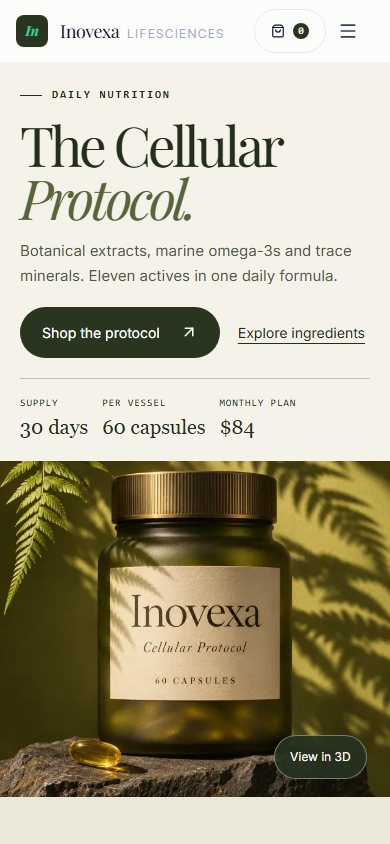 In
Inovexa LIFESCIENCES
0
DAILY NUTRITION
The Cellular
Protocol.
Botanical extracts, marine omega-3s and trace
minerals. Eleven actives in one daily formula.
Shop the protocol
Explore ingredients
SUPPLY PER VESSEL MONTHLY PLAN
30 days 60 capsules $84
Inovexa
Cellular Protocol
60 CAPSULES
View in 3D